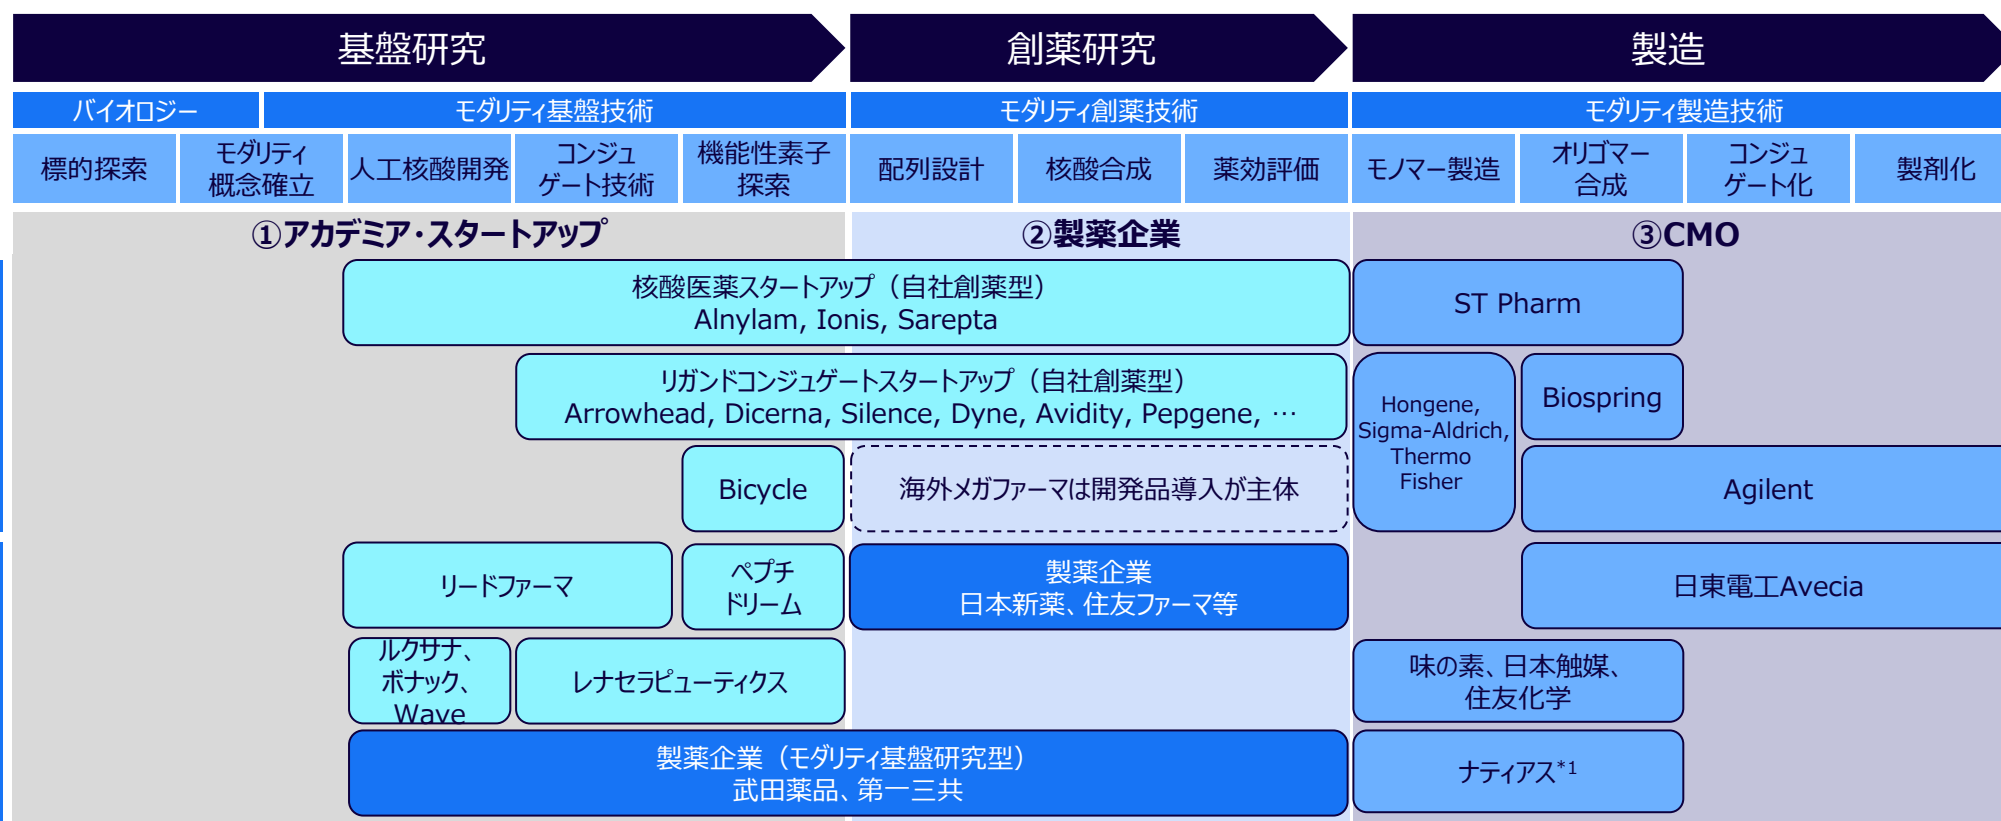 基盤研究
創薬研究
製造
バイオロジー
モダリティ基盤技術
モダリティ創薬技術
モダリティ製造技術
標的探索
モダリティ
概念確立
人工核酸開発
コンジュ
ゲート技術
機能性素子
探索
配列設計
核酸合成
薬効評価
モノマー製造
オリゴマー
合成
コンジュ
ゲート化
製剤化
①アカデミア・スタートアップ
②製薬企業
③CMO
核酸医薬スタートアップ（自社創薬型）
Alnylam, Ionis, Sarepta
ST Pharm
リガンドコンジュゲートスタートアップ（自社創薬型）
Arrowhead, Dicerna, Silence, Dyne, Avidity, Pepgene, …
Hongene,
Sigma-Aldrich,
Thermo
Fisher
Biospring
Bicycle
海外メガファーマは開発品導入が主体
Agilent
リードファーマ
ペプチ
ドリーム
製薬企業
日本新薬、住友ファーマ等
日東電工Avecia
ルクサナ、
ボナック、
Wave
レナセラピューティクス
味の素、日本触媒、
住友化学
製薬企業（モダリティ基盤研究型）
武田薬品、第一三共
ナティアス*1